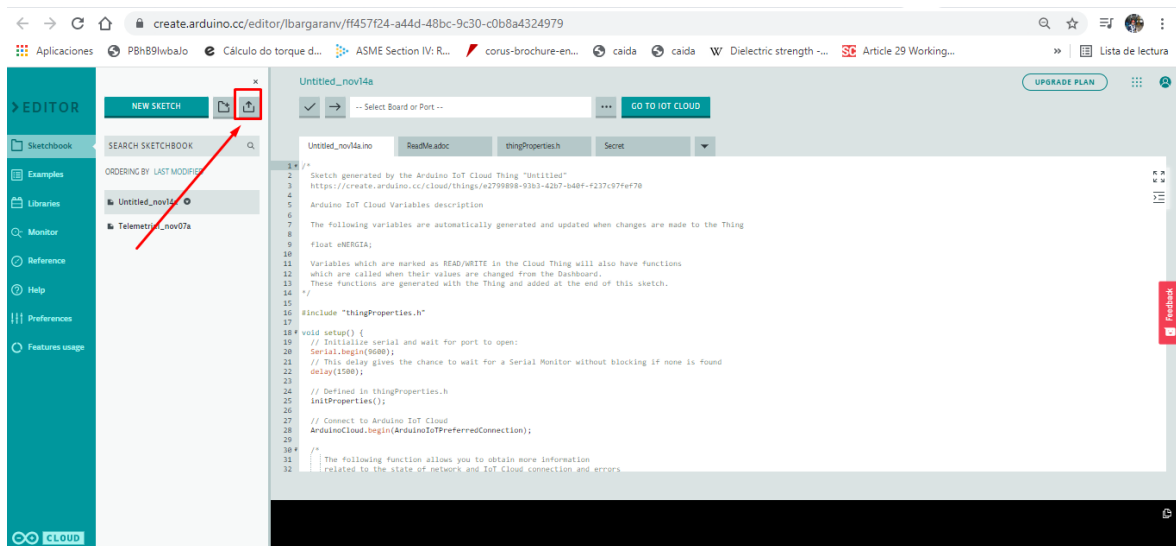 create.arduino.cc/editor/lbargaranv/ff457f24-a44d-48bc-9c30-c0b8a4324979
Aplicaciones PBhB9lwbaJo Cálculo do torque d... ASME Section IV: R... corus-brochure-en... caida caida W Dielectric strength -... SC Article 29 Working... » Lista de lectura
EDITOR
NEW SKETCH
Sketchbook
Examples
Libraries
Monitor
Reference
Help
Preferences
Features usage
CLOUD
SEARCH SKETCHBOOK
ORDERING BY LAST MODIFIED
Untitled_nov14a
Telemetria_nov07a
Untitled_nov14a
UPGRADE PLAN
-- Select Board or Port --
GO TO IOT CLOUD
Untitled_nov14a.ino ReadMe.adoc thingProperties.h Secret
1 /*
2 Sketch generated by the Arduino IoT Cloud Thing "Untitled"
3 https://create.arduino.cc/cloud/things/e2799898-93b3-42b7-b40f-f237c97fef70
4
5 Arduino IoT Cloud Variables description
6
7 The following variables are automatically generated and updated when changes are made to the Thing
8
9 float eNERGIA;
10
11 Variables which are marked as READ/WRITE in the Cloud Thing will also have functions
12 which are called when their values are changed from the Dashboard.
13 These functions are generated with the Thing and added at the end of this sketch.
14 */
15
16 #include "thingProperties.h"
17
18 void setup() {
19 // Initialize serial and wait for port to open:
20 Serial.begin(9600);
21 // This delay gives the chance to wait for a Serial Monitor without blocking if none is found
22 delay(1500);
23
24 // Defined in thingProperties.h
25 initProperties();
26
27 // Connect to Arduino IoT Cloud
28 ArduinoCloud.begin(ArduinoIoTPreferredConnection);
29
30 /*
31 The following function allows you to obtain more information
32 related to the state of network and IoT Cloud connection and errors
Feedback